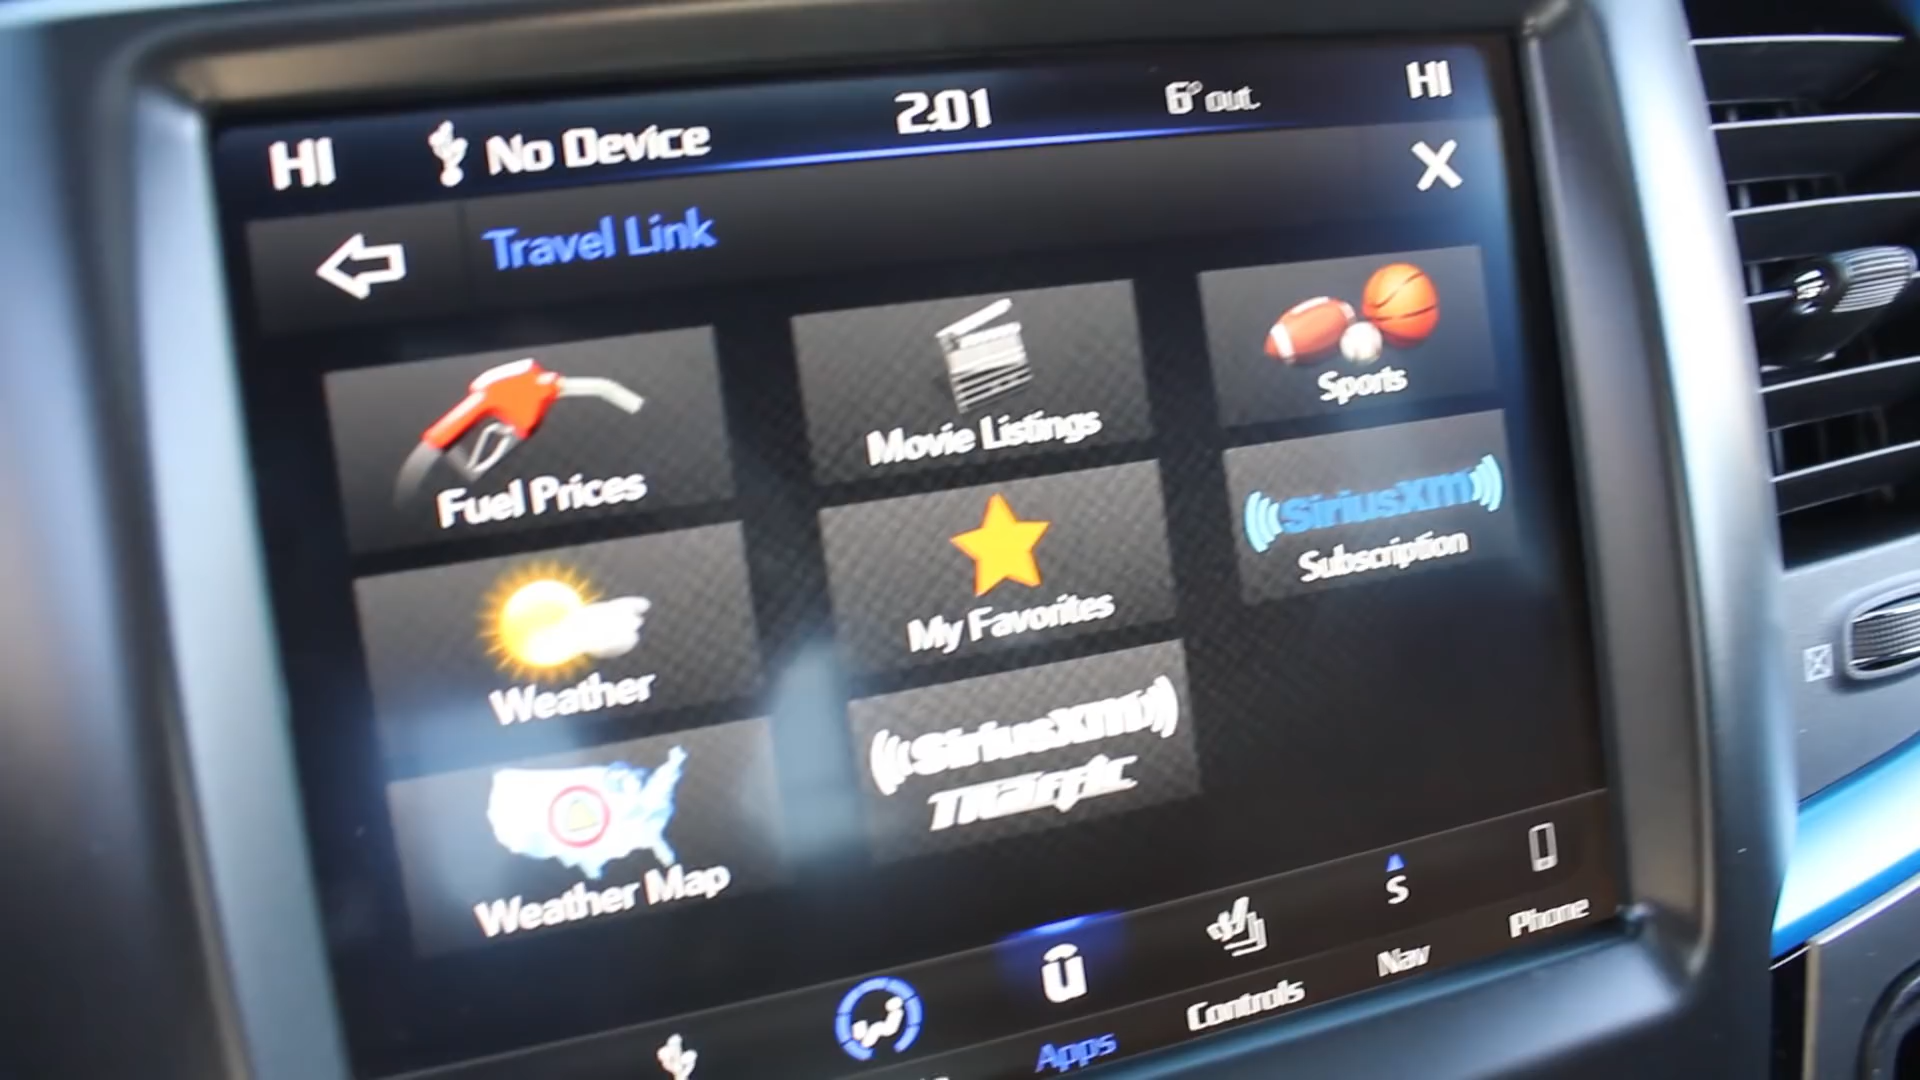 HI No Device 2:01 6° out HI
X
Travel Link
Fuel Prices
Movie Listings
Sports
Weather
My Favorites
SiriusXM
Subscription
Weather Map
SiriusXM
Traffic
Apps
Controls
S
Nav
Phone